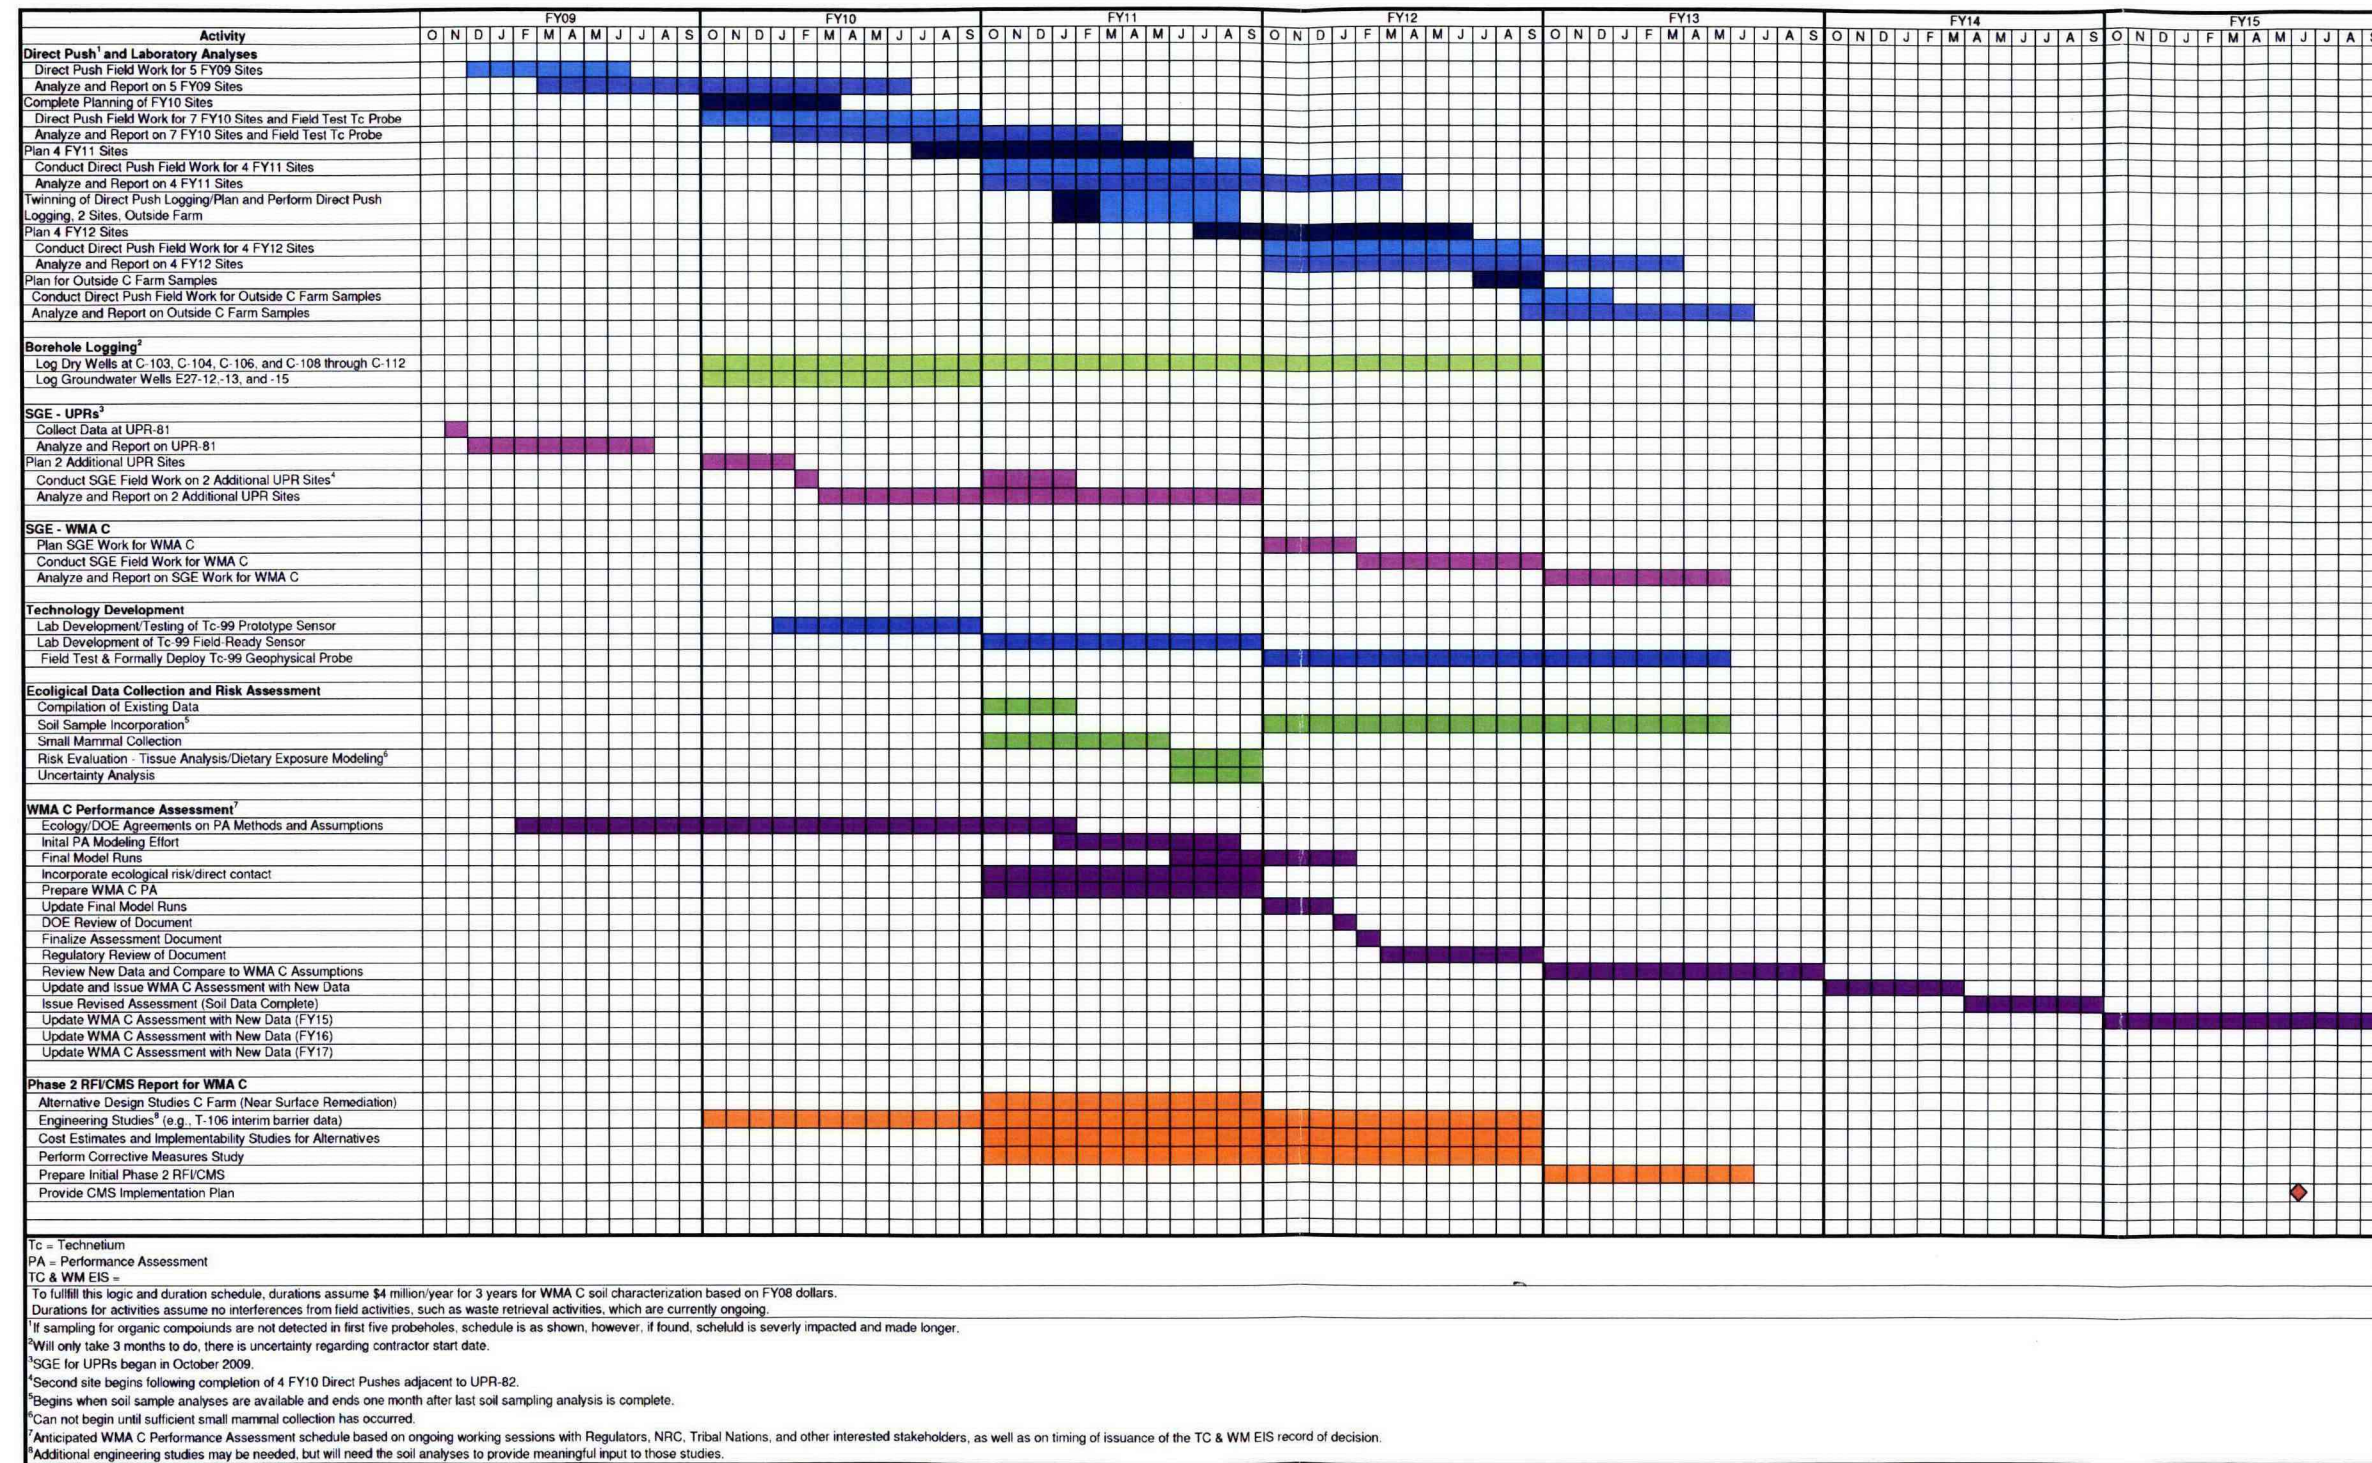 FY09 FY10 FY11 FY12 FY13 FY14 FY15
Activity O N D J F M A M J J A S O N D J F M A M J J A S O N D J F M A M J J A S O N D J F M A M J J A S O N D J F M A M J J A S O N D J F M A M J J A S O N D J F M A M J J A S
Direct Push¹ and Laboratory Analyses
Direct Push Field Work for 5 FY09 Sites
Analyze and Report on 5 FY09 Sites
Complete Planning of FY10 Sites
Direct Push Field Work for 7 FY10 Sites and Field Test Tc Probe
Analyze and Report on 7 FY10 Sites and Field Test Tc Probe
Plan 4 FY11 Sites
Conduct Direct Push Field Work for 4 FY11 Sites
Analyze and Report on 4 FY11 Sites
Twinning of Direct Push Logging/Plan and Perform Direct Push
Logging, 2 Sites, Outside Farm
Plan 4 FY12 Sites
Conduct Direct Push Field Work for 4 FY12 Sites
Analyze and Report on 4 FY12 Sites
Plan for Outside C Farm Samples
Conduct Direct Push Field Work for Outside C Farm Samples
Analyze and Report on Outside C Farm Samples
Borehole Logging²
Log Dry Wells at C-103, C-104, C-106, and C-108 through C-112
Log Groundwater Wells E27-12,-13, and -15
SGE - UPRs³
Collect Data at UPR-81
Analyze and Report on UPR-81
Plan 2 Additional UPR Sites
Conduct SGE Field Work on 2 Additional UPR Sites⁴
Analyze and Report on 2 Additional UPR Sites
SGE - WMA C
Plan SGE Work for WMA C
Conduct SGE Field Work for WMA C
Analyze and Report on SGE Work for WMA C
Technology Development
Lab Development/Testing of Tc-99 Prototype Sensor
Lab Development of Tc-99 Field-Ready Sensor
Field Test & Formally Deploy Tc-99 Geophysical Probe
Ecoligical Data Collection and Risk Assessment
Compilation of Existing Data
Soil Sample Incorporation⁵
Small Mammal Collection
Risk Evaluation - Tissue Analysis/Dietary Exposure Modeling⁶
Uncertainty Analysis
WMA C Performance Assessment⁷
Ecology/DOE Agreements on PA Methods and Assumptions
Inital PA Modeling Effort
Final Model Runs
Incorporate ecological risk/direct contact
Prepare WMA C PA
Update Final Model Runs
DOE Review of Document
Finalize Assessment Document
Regulatory Review of Document
Review New Data and Compare to WMA C Assumptions
Update and Issue WMA C Assessment with New Data
Issue Revised Assessment (Soil Data Complete)
Update WMA C Assessment with New Data (FY15)
Update WMA C Assessment with New Data (FY16)
Update WMA C Assessment with New Data (FY17)
Phase 2 RFI/CMS Report for WMA C
Alternative Design Studies C Farm (Near Surface Remediation)
Engineering Studies⁸ (e.g., T-106 interim barrier data)
Cost Estimates and Implementability Studies for Alternatives
Perform Corrective Measures Study
Prepare Initial Phase 2 RFI/CMS
Provide CMS Implementation Plan
Tc = Technetium
PA = Performance Assessment
TC & WM EIS =
To fullfill this logic and duration schedule, durations assume $4 million/year for 3 years for WMA C soil characterization based on FY08 dollars.
Durations for activities assume no interferences from field activities, such as waste retrieval activities, which are currently ongoing.
¹If sampling for organic compoiunds are not detected in first five probeholes, schedule is as shown, however, if found, scheluld is severly impacted and made longer.
²Will only take 3 months to do, there is uncertainty regarding contractor start date.
³SGE for UPRs began in October 2009.
⁴Second site begins following completion of 4 FY10 Direct Pushes adjacent to UPR-82.
⁵Begins when soil sample analyses are available and ends one month after last soil sampling analysis is complete.
⁶Can not begin until sufficient small mammal collection has occurred.
⁷Anticipated WMA C Performance Assessment schedule based on ongoing working sessions with Regulators, NRC, Tribal Nations, and other interested stakeholders, as well as on timing of issuance of the TC & WM EIS record of decision.
⁸Additional engineering studies may be needed, but will need the soil analyses to provide meaningful input to those studies.